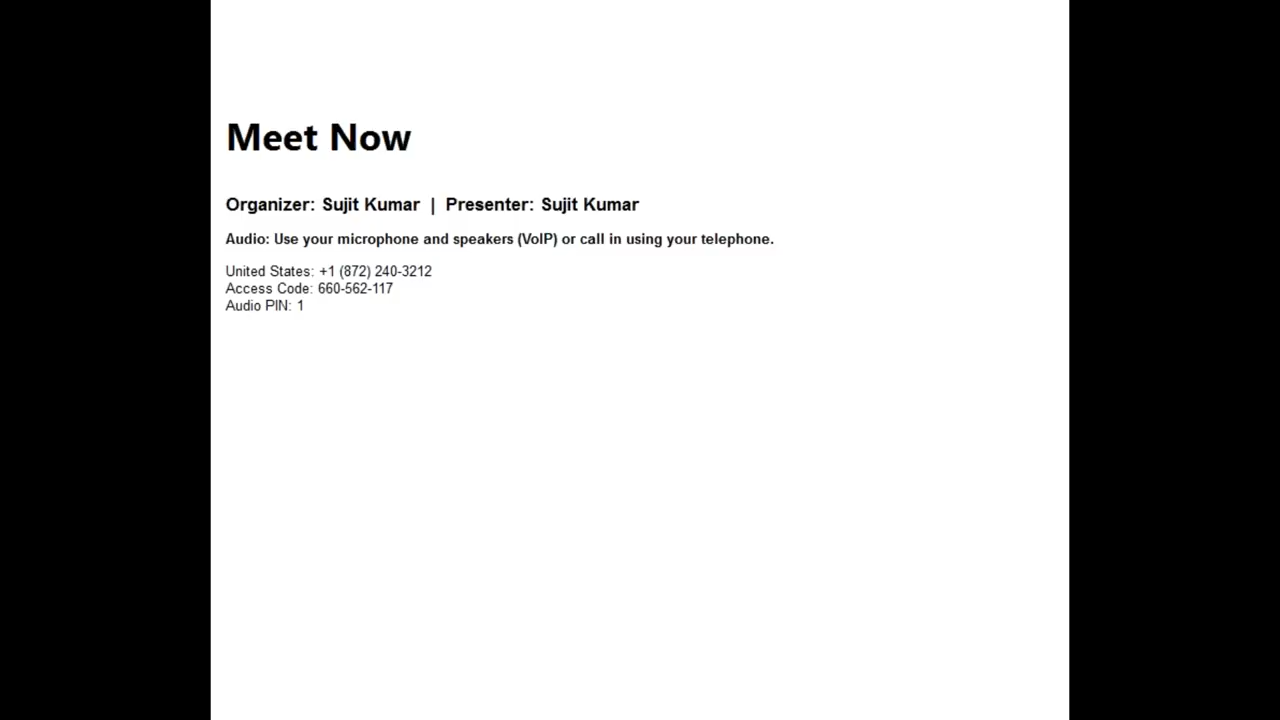 Meet Now
Organizer: Sujit Kumar | Presenter: Sujit Kumar
Audio: Use your microphone and speakers (VoIP) or call in using your telephone.
United States: +1 (872) 240-3212
Access Code: 660-562-117
Audio PIN: 1